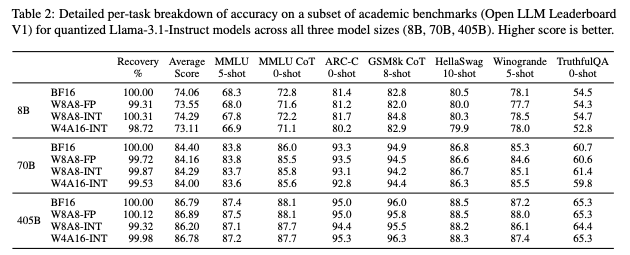 Table 2: Detailed per-task breakdown of accuracy on a subset of academic benchmarks (Open LLM Leaderboard
V1) for quantized Llama-3.1-Instruct models across all three model sizes (8B, 70B, 405B). Higher score is better.
Recovery Average MMLU MMLU CoT ARC-C GSM8k CoT HellaSwag Winogrande TruthfulQA
% Score 5-shot 0-shot 0-shot 8-shot 10-shot 5-shot 0-shot
8B BF16 100.00 74.06 68.3 72.8 81.4 82.8 80.5 78.1 54.5
W8A8-FP 99.31 73.55 68.0 71.6 81.2 82.0 80.0 77.7 54.3
W8A8-INT 100.31 74.29 67.8 72.2 81.7 84.8 80.3 78.5 54.7
W4A16-INT 98.72 73.11 66.9 71.1 80.2 82.9 79.9 78.0 52.8
70B BF16 100.00 84.40 83.8 86.0 93.3 94.9 86.8 85.3 60.7
W8A8-FP 99.72 84.16 83.8 85.5 93.5 94.5 86.6 84.6 60.6
W8A8-INT 99.87 84.29 83.7 85.8 93.1 94.2 86.7 85.1 61.4
W4A16-INT 99.53 84.00 83.6 85.6 92.8 94.4 86.3 85.5 59.8
405B BF16 100.00 86.79 87.4 88.1 95.0 96.0 88.5 87.2 65.3
W8A8-FP 100.12 86.89 87.5 88.1 95.0 95.8 88.5 88.0 65.3
W8A8-INT 99.32 86.20 87.1 87.7 94.4 95.5 88.2 86.1 64.4
W4A16-INT 99.98 86.78 87.2 87.7 95.3 96.3 88.3 87.4 65.3